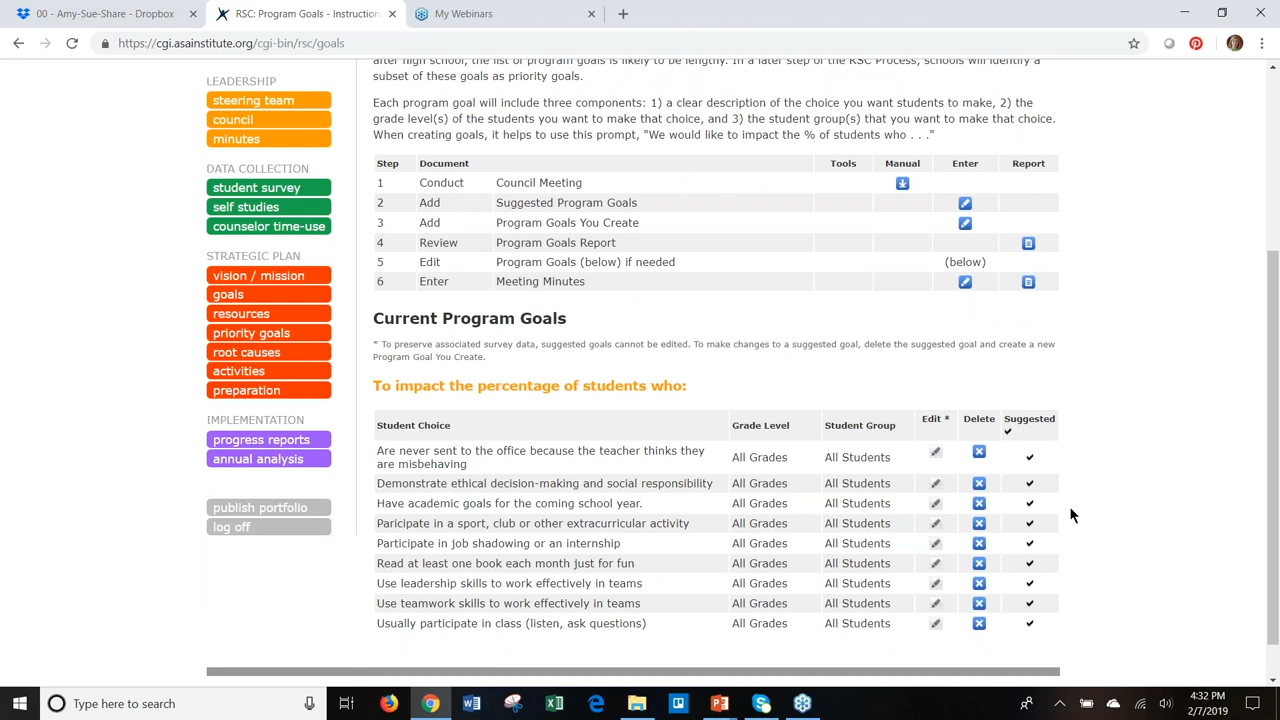 00 - Amy-Sue-Share - Dropbox
RSC: Program Goals - Instruction
My Webinars
https://cgi.asainstitute.org/cgi-bin/rsc/goals
after high school, the list of program goals is likely to be lengthy. In a later step of the RSC Process, schools will identify a
subset of these goals as priority goals.
Each program goal will include three components: 1) a clear description of the choice you want students to make, 2) the
grade level(s) of the students you want to make that choice, and 3) the student group(s) that you want to make that choice.
When creating goals, it helps to use this prompt, "We would like to impact the % of students who . . ."
LEADERSHIP
steering team
council
minutes
DATA COLLECTION
student survey
self studies
counselor time-use
STRATEGIC PLAN
vision / mission
goals
resources
priority goals
root causes
activities
preparation
IMPLEMENTATION
progress reports
annual analysis
publish portfolio
log off
Step Document Tools Manual Enter Report
1 Conduct Council Meeting
2 Add Suggested Program Goals
3 Add Program Goals You Create
4 Review Program Goals Report
5 Edit Program Goals (below) if needed (below)
6 Enter Meeting Minutes
Current Program Goals
* To preserve associated survey data, suggested goals cannot be edited. To make changes to a suggested goal, delete the suggested goal and create a new
Program Goal You Create.
To impact the percentage of students who:
Student Choice Grade Level Student Group Edit * Delete Suggested ✔
Are never sent to the office because the teacher thinks they
are misbehaving All Grades All Students ✔
Demonstrate ethical decision-making and social responsibility All Grades All Students ✔
Have academic goals for the coming school year. All Grades All Students ✔
Paricipate in a sport, club or other extracurricular activity All Grades All Students ✔
Participate in job shadowing or an internship All Grades All Students ✔
Read at least one book each month just for fun All Grades All Students ✔
Use leadership skills to work effectively in teams All Grades All Students ✔
Use teamwork skills to work effectively in teams All Grades All Students ✔
Usually participate in class (listen, ask questions) All Grades All Students ✔
Type here to search
4:32 PM
2/7/2019